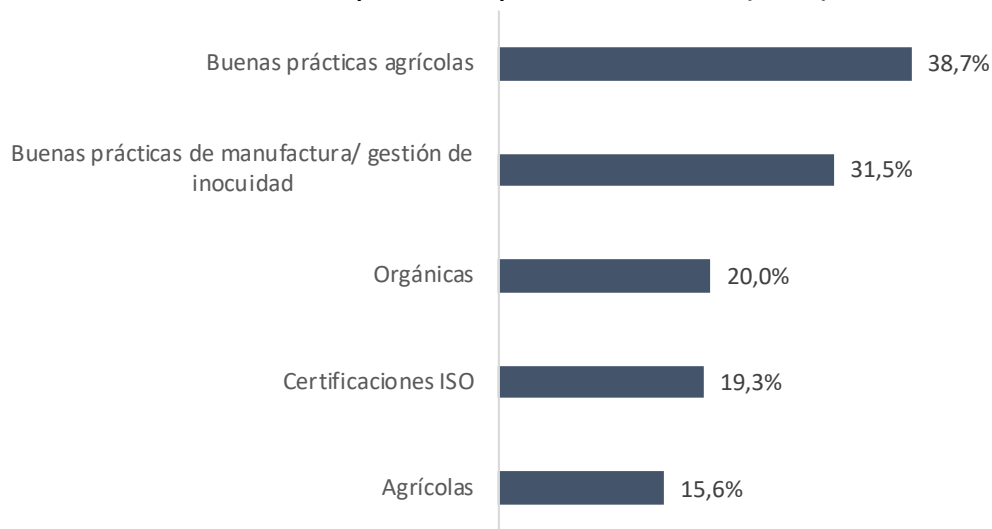 Buenas prácticas agrícolas
38,7%
Buenas prácticas de manufactura/ gestión de
inocuidad
31,5%
Orgánicas
20,0%
Certificaciones ISO
19,3%
Agrícolas
15,6%